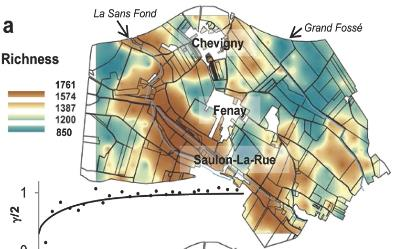 a
La Sans Fond
Grand Fossé
Chevigny
Richness
1761
1574
1387
1200
850
Fenay
Saulon-La-Rue
1
γ/2
0